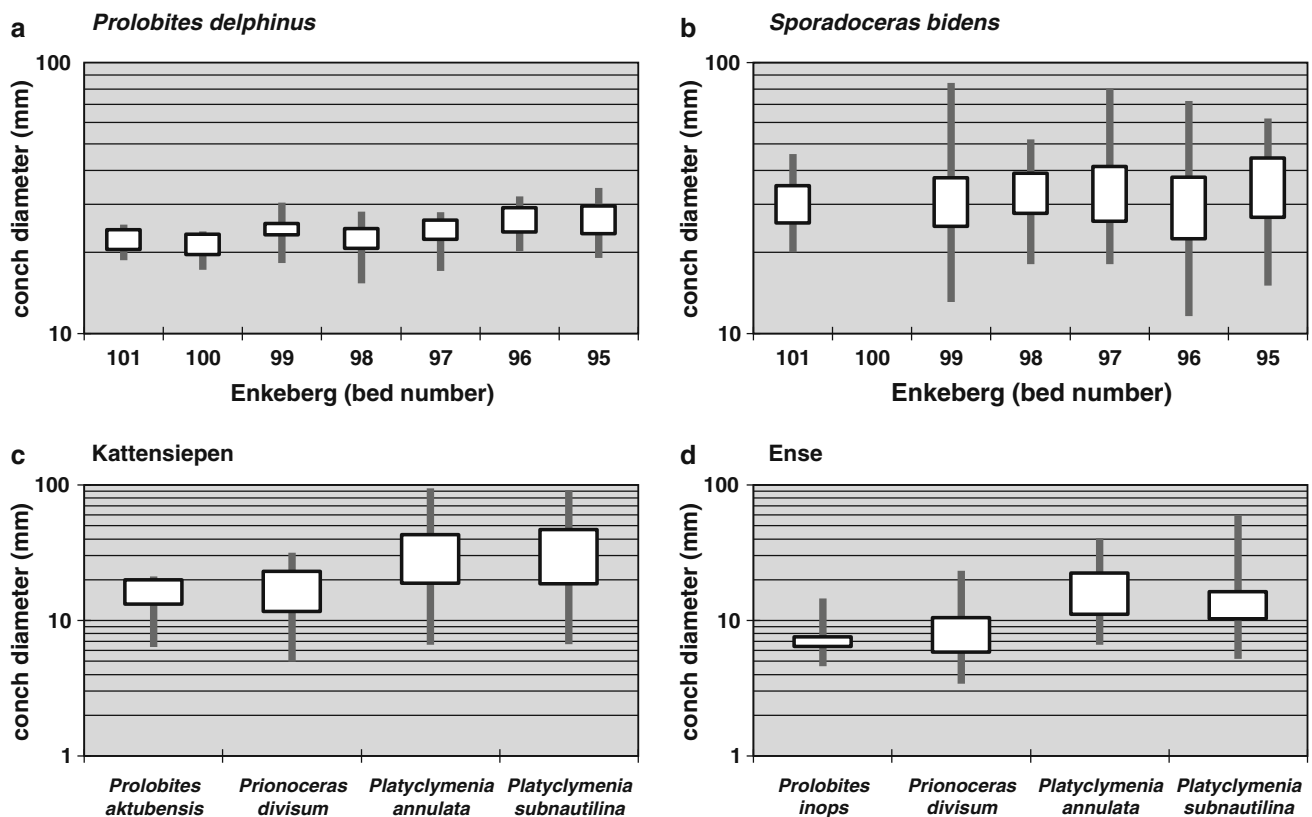 a Prolobites delphinus
100
10
conch diameter (mm)
101 100 99 98 97 96 95
Enkeberg (bed number)
b Sporadoceras bidens
100
10
conch diameter (mm)
101 100 99 98 97 96 95
Enkeberg (bed number)
c Kattensiepen
100
10
1
conch diameter (mm)
Prolobites Prionoceras Platyclymenia Platyclymenia
aktubensis divisum annulata subnautilina
d Ense
100
10
1
conch diameter (mm)
Prolobites Prionoceras Platyclymenia Platyclymenia
inops divisum annulata subnautilina